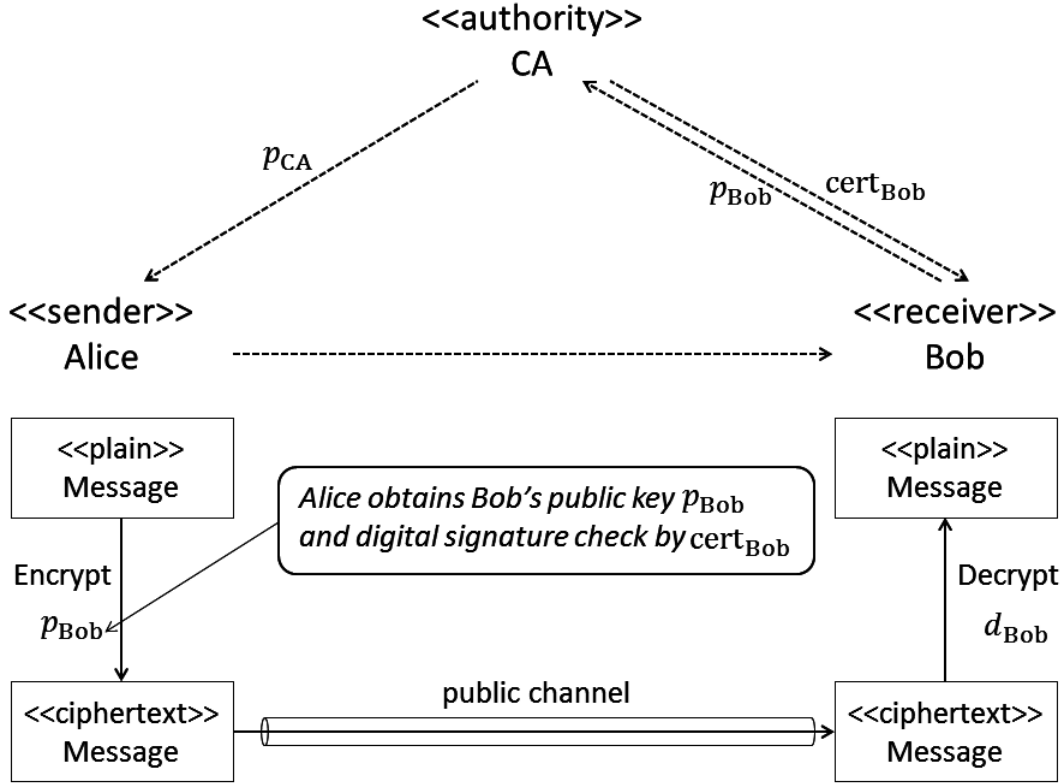 <<authority>>
CA
p_CA
p_Bob
cert_Bob
<<sender>>
Alice
<<receiver>>
Bob
<<plain>>
Message
<<plain>>
Message
Alice obtains Bob's public key p_Bob
and digital signature check by cert_Bob
Encrypt
p_Bob
Decrypt
d_Bob
<<ciphertext>>
Message
public channel
<<ciphertext>>
Message